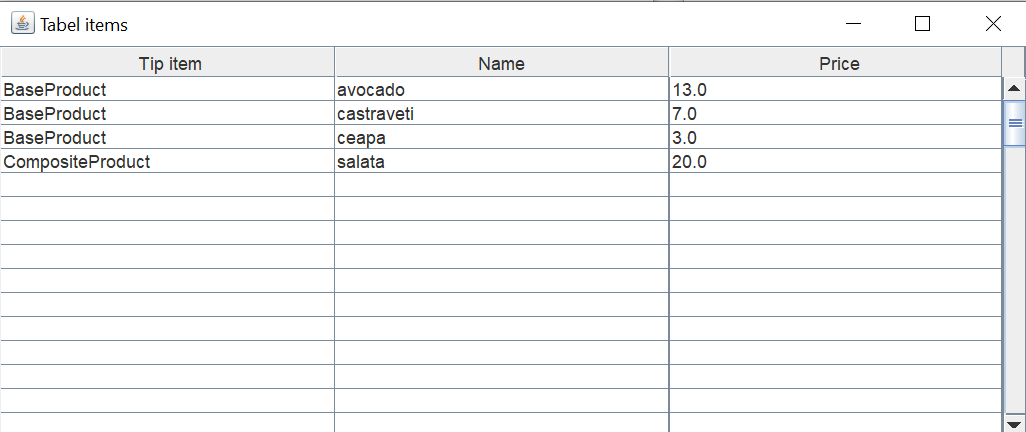 Tabel items
Tip item Name Price
BaseProduct avocado 13.0
BaseProduct castraveti 7.0
BaseProduct ceapa 3.0
CompositeProduct salata 20.0